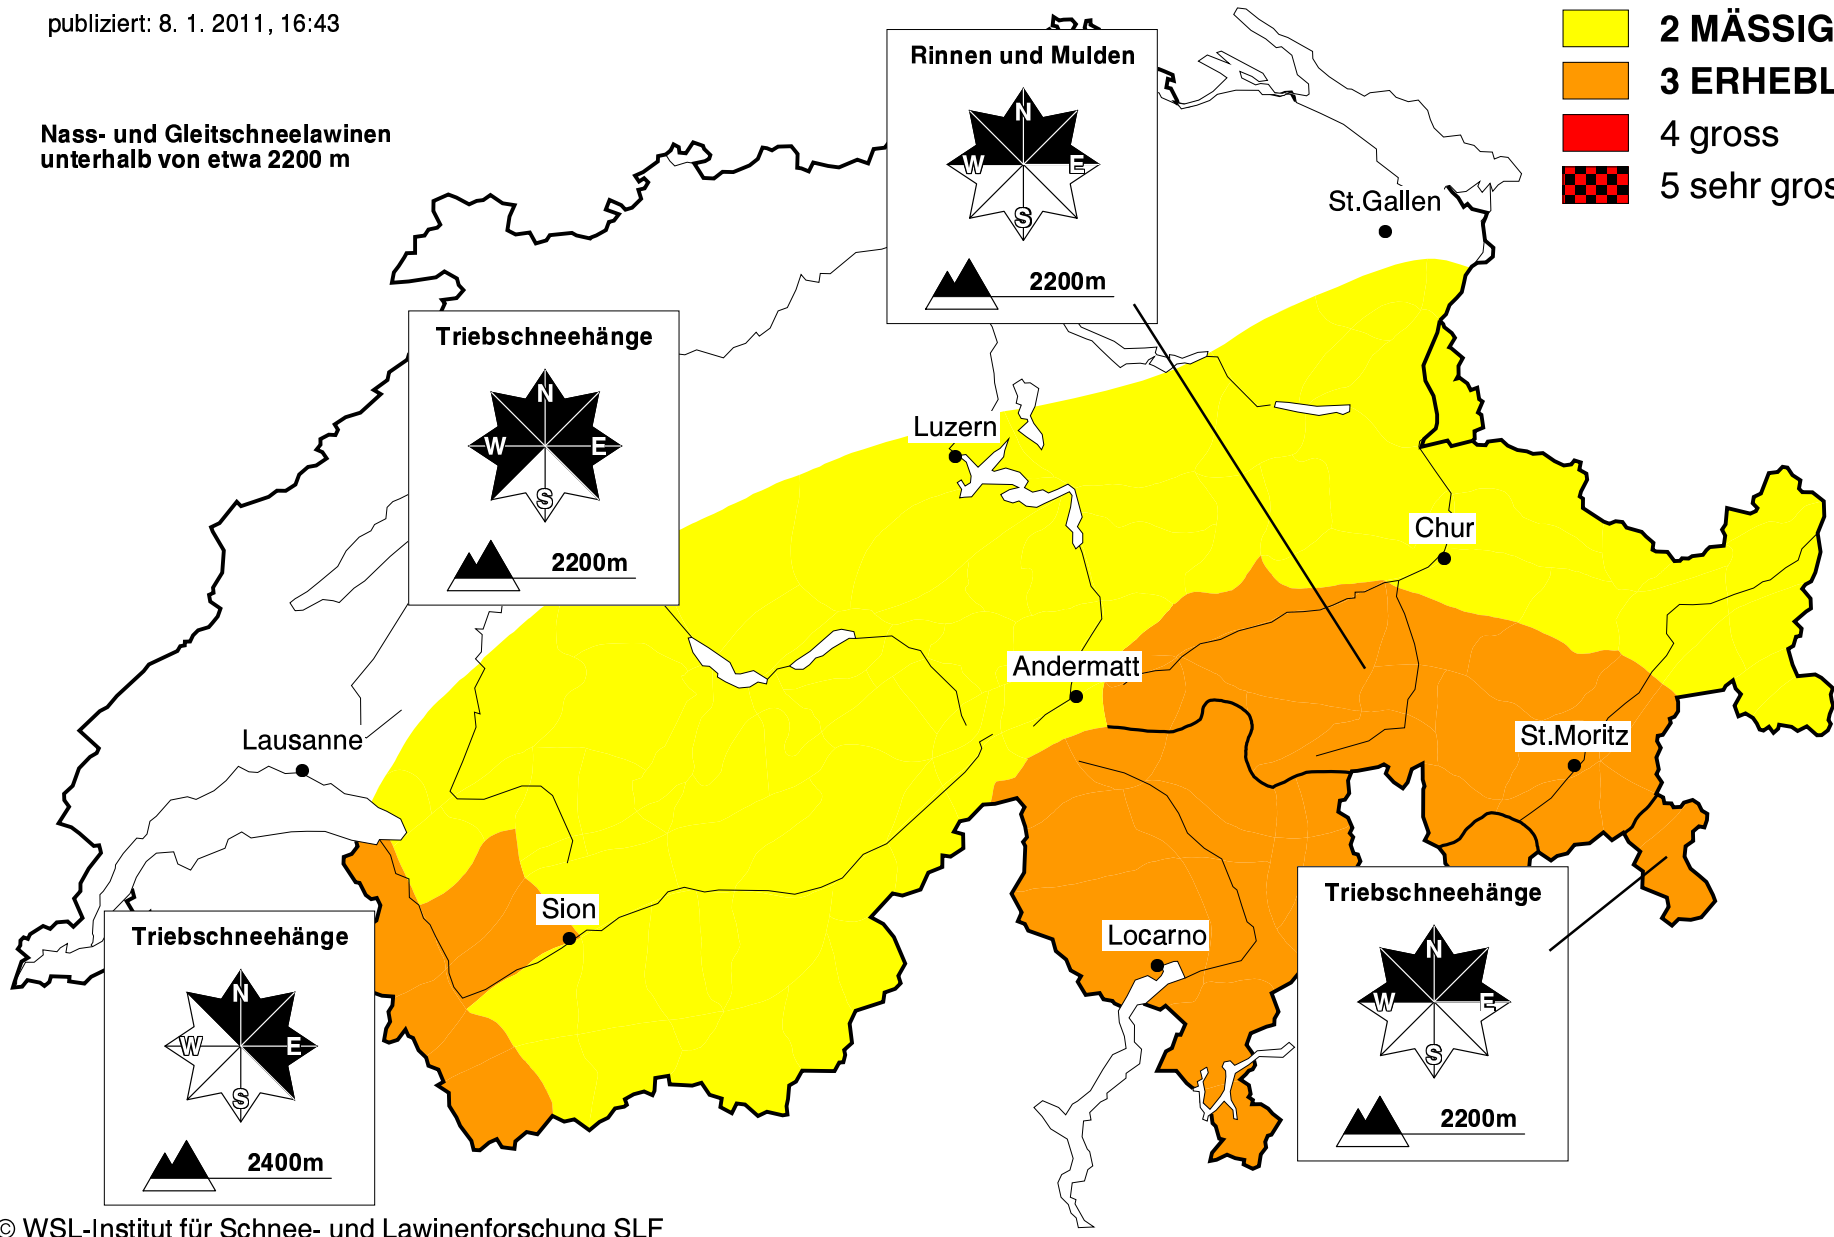 publiziert: 8. 1. 2011, 16:43
Nass- und Gleitschneelawinen
unterhalb von etwa 2200 m
2 MÄSSIG
3 ERHEBL
4 gross
5 sehr gros
Rinnen und Mulden
N
W
E
S
2200m
St.Gallen
Triebschneehänge
N
W
E
S
2200m
Luzern
Chur
Andermatt
Lausanne
St.Moritz
Sion
Locarno
Triebschneehänge
N
W
E
S
2400m
Triebschneehänge
N
W
E
S
2200m
© WSL-Institut für Schnee- und Lawinenforschung SLF